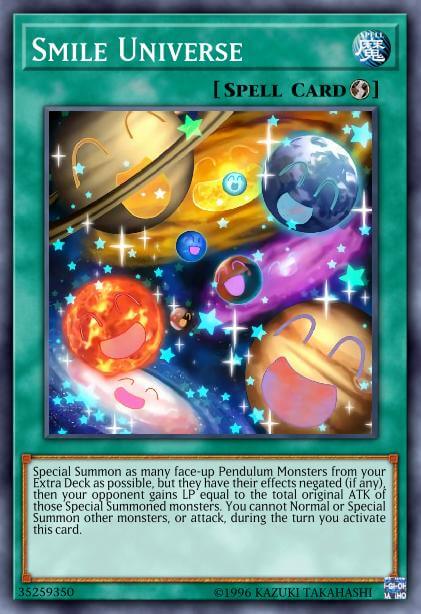 SMILE UNIVERSE
SPELL
魔
[SPELL CARD]
Special Summon as many face-up Pendulum Monsters from your
Extra Deck as possible, but they have their effects negated (if any),
then your opponent gains LP equal to the total original ATK of
those Special Summoned monsters. You cannot Normal or Special
Summon other monsters, or attack, during the turn you activate
this card.
35259350
©1996 KAZUKI TAKAHASHI